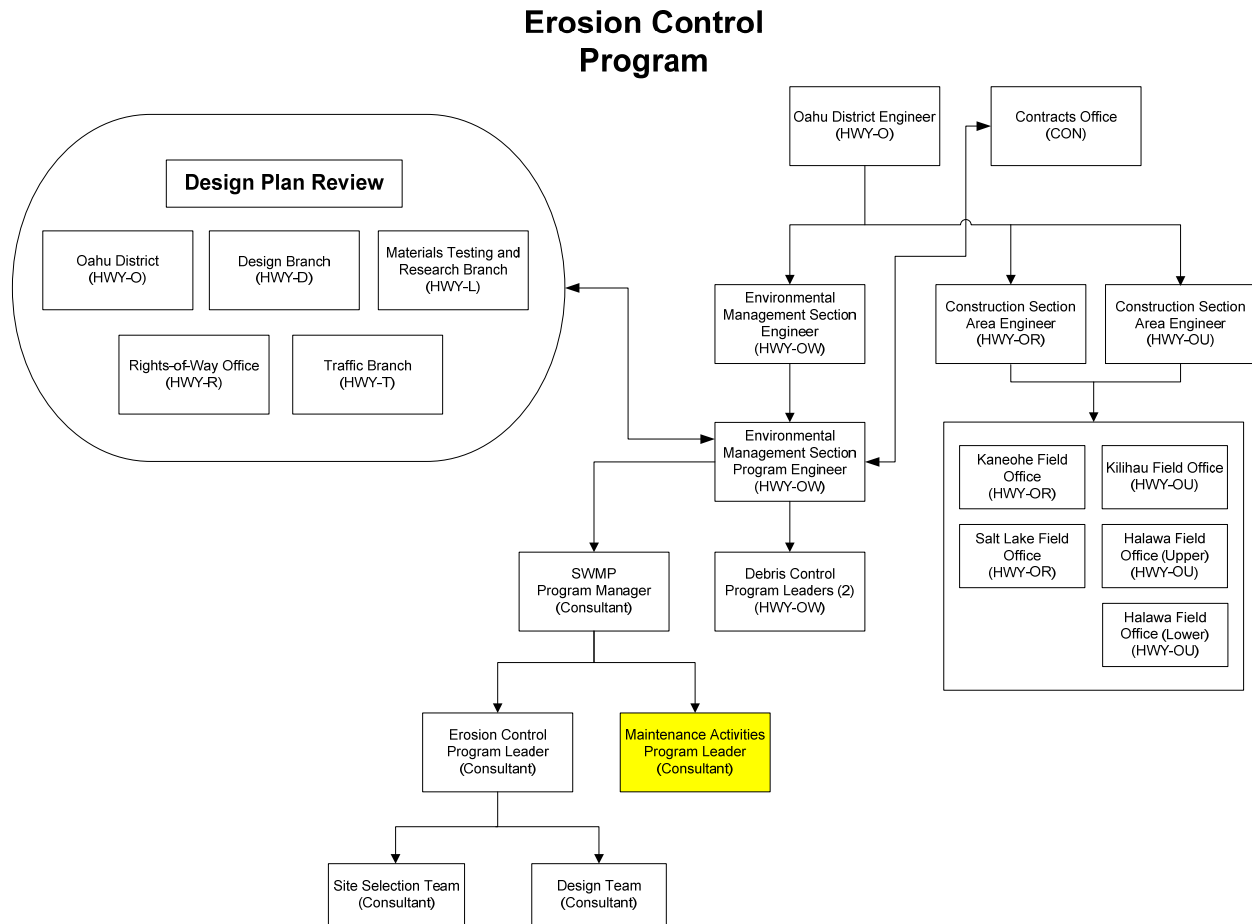 Erosion Control
Program
Oahu District Engineer
(HWY-O)
Contracts Office
(CON)
Design Plan Review
Oahu District
(HWY-O)
Design Branch
(HWY-D)
Materials Testing and
Research Branch
(HWY-L)
Rights-of-Way Office
(HWY-R)
Traffic Branch
(HWY-T)
Environmental
Management Section
Engineer
(HWY-OW)
Construction Section
Area Engineer
(HWY-OR)
Construction Section
Area Engineer
(HWY-OU)
Environmental
Management Section
Program Engineer
(HWY-OW)
Kaneohe Field
Office
(HWY-OR)
Kilihau Field Office
(HWY-OU)
Salt Lake Field
Office
(HWY-OR)
Halawa Field
Office (Upper)
(HWY-OU)
Halawa Field
Office (Lower)
(HWY-OU)
SWMP
Program Manager
(Consultant)
Debris Control
Program Leaders (2)
(HWY-OW)
Erosion Control
Program Leader
(Consultant)
Maintenance Activities
Program Leader
(Consultant)
Site Selection Team
(Consultant)
Design Team
(Consultant)